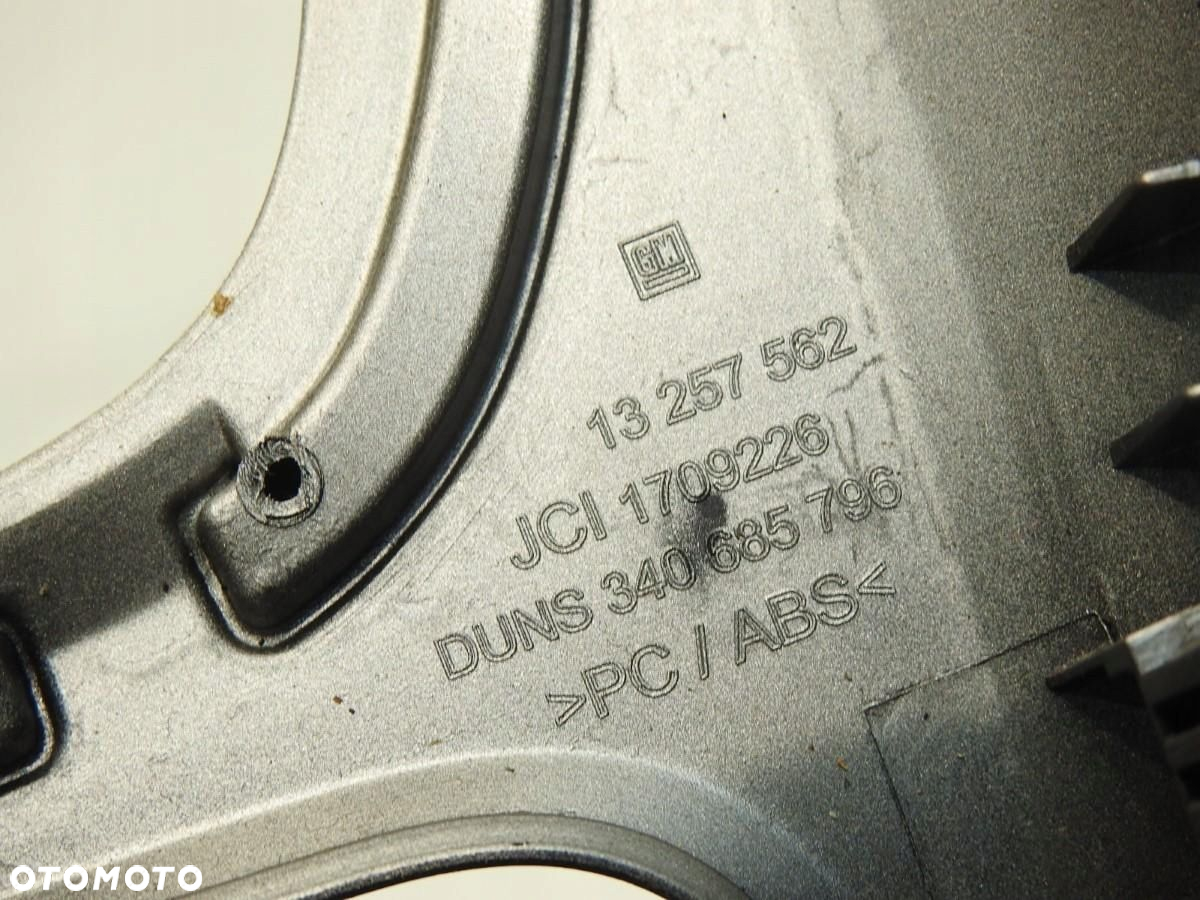 GM
13 257 562
JCI 1709226
DUNS 340 685 796
>PC / ABS<
OTOMOTO